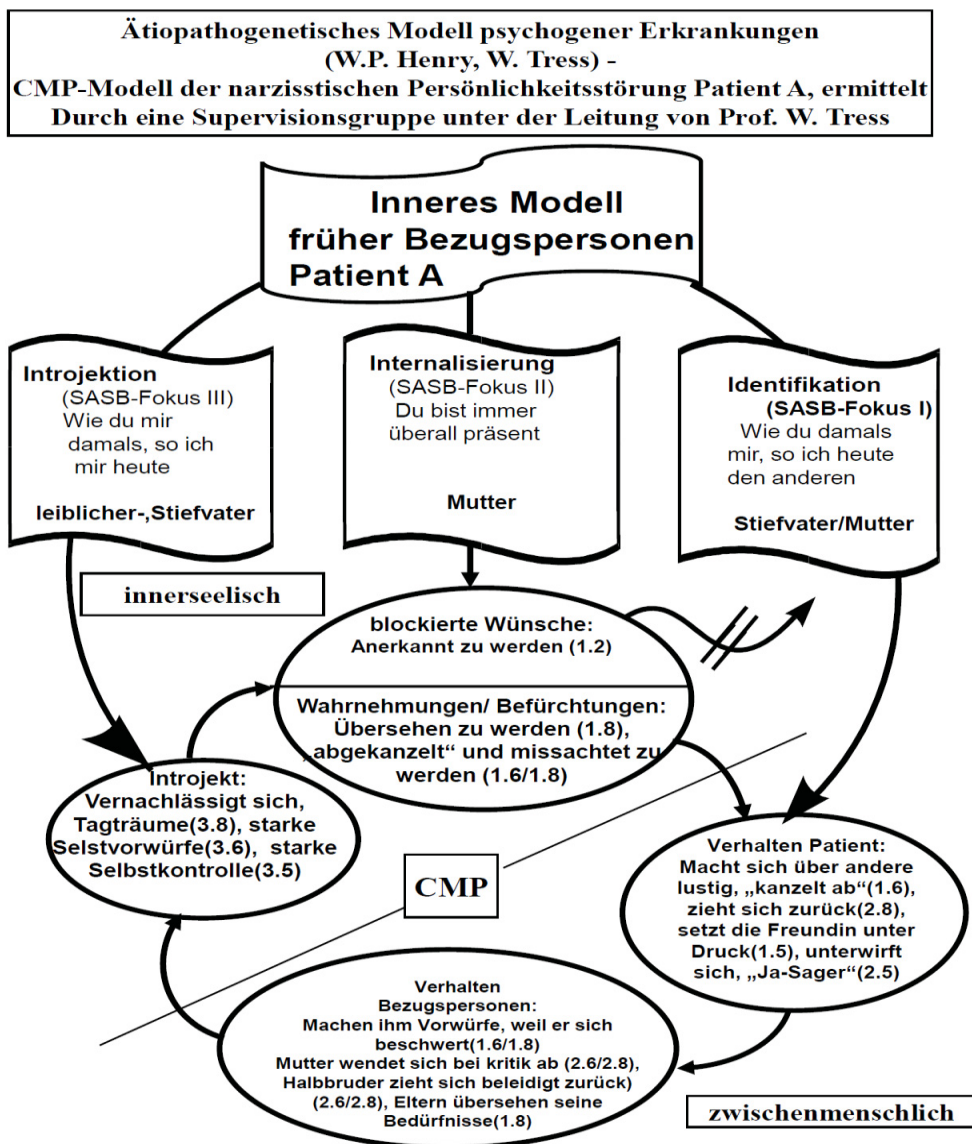 Ätiopathogenetisches Modell psychogener Erkrankungen
(W.P. Henry, W. Tress) -
CMP-Modell der narzisstischen Persönlichkeitsstörung Patient A, ermittelt
Durch eine Supervisionsgruppe unter der Leitung von Prof. W. Tress
Inneres Modell
früher Bezugspersonen
Patient A
Introjektion
(SASB-Fokus III)
Wie du mir
damals, so ich
mir heute
leiblicher-,Stiefvater
Internalisierung
(SASB-Fokus II)
Du bist immer
überall präsent
Mutter
Identifikation
(SASB-Fokus I)
Wie du damals
mir, so ich heute
den anderen
Stiefvater/Mutter
innerseelisch
blockierte Wünsche:
Anerkannt zu werden (1.2)
Wahrnehmungen/ Befürchtungen:
Übersehen zu werden (1.8),
„abgekanzelt“ und missachtet zu
werden (1.6/1.8)
Introjekt:
Vernachlässigt sich,
Tagträume(3.8), starke
Selstvorwürfe(3.6), starke
Selbstkontrolle(3.5)
CMP
Verhalten Patient:
Macht sich über andere
lustig, „kanzelt ab“(1.6),
zieht sich zurück(2.8),
setzt die Freundin unter
Druck(1.5), unterwirft
sich, „Ja-Sager“(2.5)
Verhalten
Bezugspersonen:
Machen ihm Vorwürfe, weil er sich
beschwert(1.6/1.8)
Mutter wendet sich bei kritik ab (2.6/2.8),
Halbbruder zieht sich beleidigt zurück)
(2.6/2.8), Eltern übersehen seine
Bedürfnisse(1.8)
zwischenmenschlich